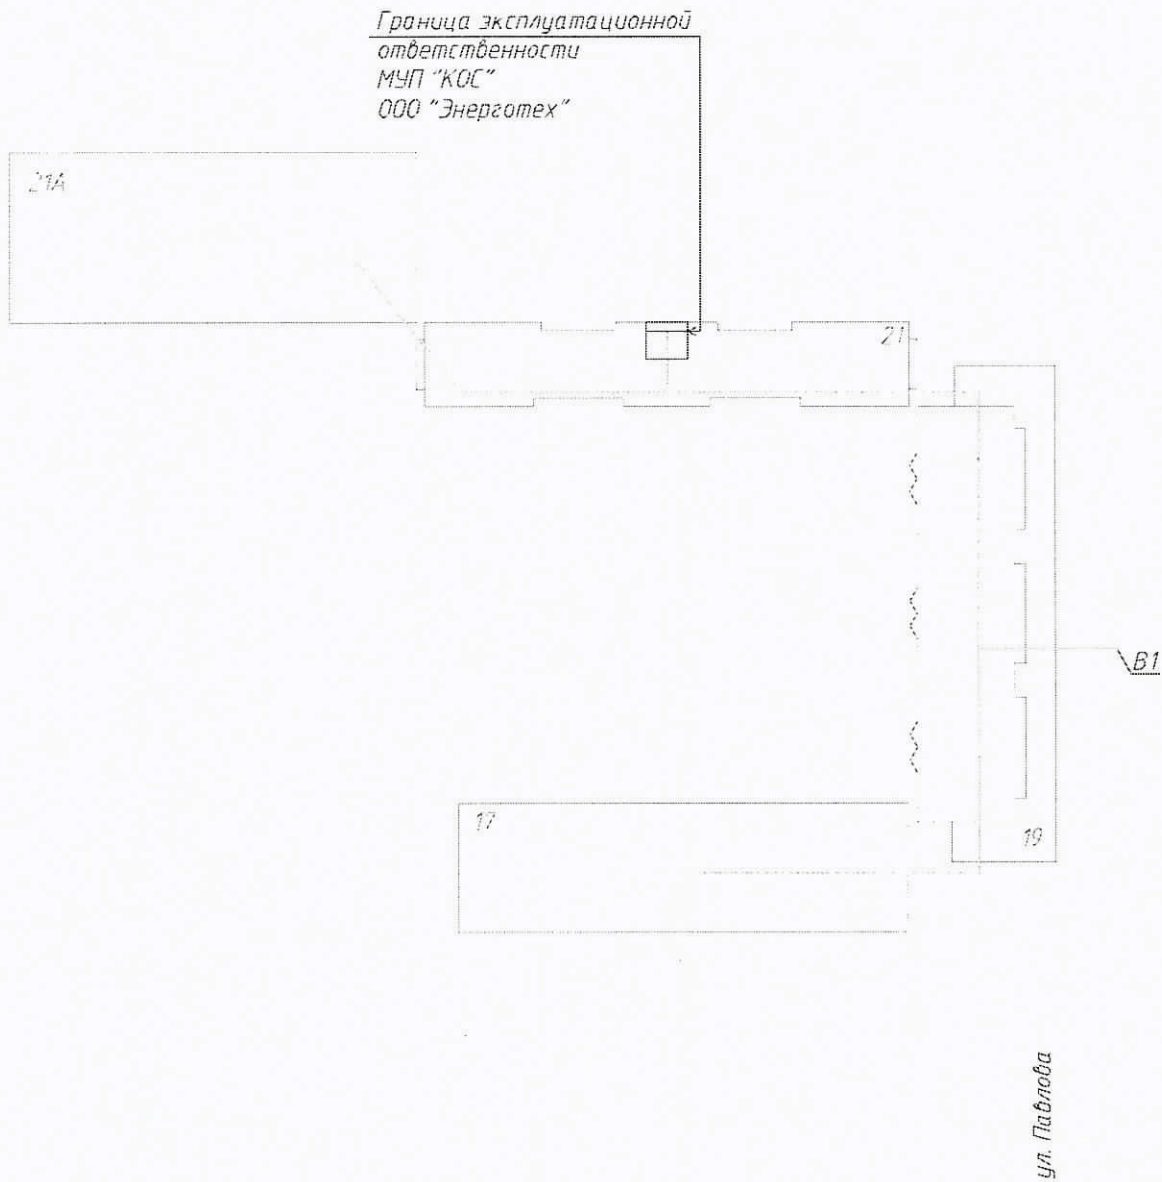 Граница эксплуатационной
ответственности
МУП "КОС"
ООО "Энерготех"
21А
21
В1
17
19
ул. Павлова